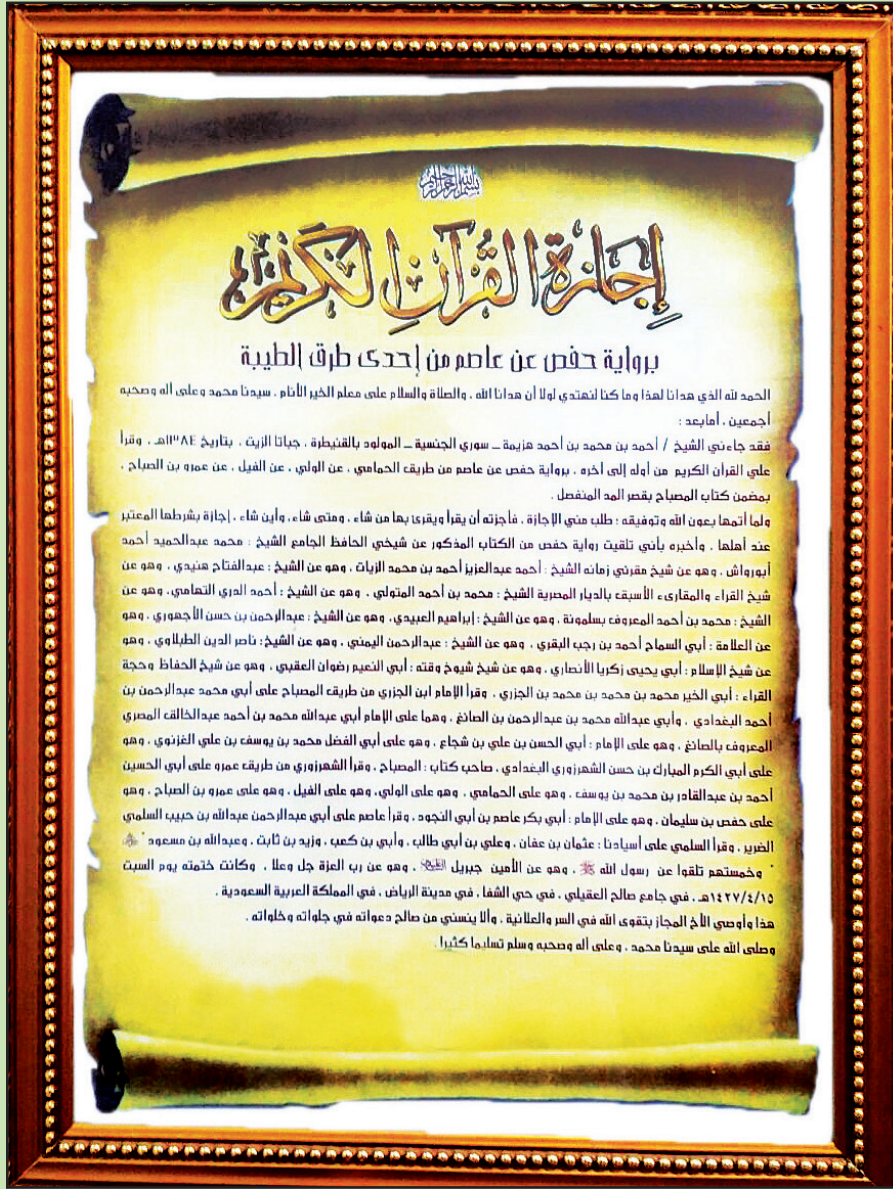 بسم الله الرحمن الرحيم
إجازة القرآن الكريم
برواية حفص عن عاصم من إحدى طرق الطيبة
الحمد لله الذي هدانا لهذا وما كنا لنهتدي لولا أن هدانا الله ، والصلاة والسلام على معلم الخير الأنام ، سيدنا محمد وعلى آله وصحبه
أجمعين ، أمابعد :
فقد جاءني الشيخ / أحمد بن محمد بن أحمد هزيمة – سوري الجنسية – المولود بالقنيطرة ، جباتا الزيت ، بتاريخ ١٣٨٤هـ ، وقرأ
علي القرآن الكريم من أوله إلى آخره ، برواية حفص عن عاصم من طريف الحمامي ، عن الولي ، عن الفيل ، عن عمرو بن الصباح ،
بمضمن كتاب المصباح بقصر المد المنفصل .
ولما أتمها بعون الله وتوفيقه ؛ طلب مني الإجازة ، فأجزته أن يقرأ ويقرئ بها من شاء ، ومتى شاء ، وأين شاء ، إجازة بشرطها المعتبر
عند أهلها ، وأخبره بأني تلقيت رواية حفص من الكتاب المذكور عن شيخي الحافظ الجامع الشيخ : محمد عبدالحميد أحمد
أبورواش ، وهو عن شيخ مقرئي زمانه الشيخ : أحمد عبدالعزيز أحمد بن محمد الزيات ، وهو عن الشيخ : عبدالفتاح هنيدي ، وهو عن
شيخ القراء والمقارىء الأسبق بالديار المصرية الشيخ : محمد بن أحمد المتولي ، وهو عن الشيخ : أحمد الدري التهامي، وهو عن
الشيخ : محمد بن أحمد المعروف بسلمونة ، وهو عن الشيخ : إبراهيم العبيدي، وهو عن الشيخ : عبدالرحمن بن حسن الأجهوري ، وهو
عن العلامة : أبي السماح أحمد بن رجب البقري ، وهو عن الشيخ : عبدالرحمن اليمني ، وهو عن الشيخ : ناصر الدين الطبلاوي ، وهو
عن شيخ الإسلام : أبي يحيى زكريا الأنصاري ، وهو عن شيخ شيوخ وقته : أبي النعيم رضوان العقبي ، وهو عن شيخ الحفاظ وحجة
القراء : أبي الخير محمد بن محمد بن محمد بن الجزري ، وقرأ الإمام ابن الجزري من طريف المصباح على أبي محمد عبدالرحمن بن
أحمد البغدادي ، وأبي عبدالله محمد بن عبدالرحمن بن الصائغ ، وهما على الإمام أبي عبدالله محمد بن أحمد عبدالخالق المصري
المعروف بالصائغ ، وهو على الإمام : أبي الحسن بن علي بن شجاع ، وهو على أبي الفضل محمد بن يوسف بن علي الغزنوي ، وهو
على أبي الكرم المبارك بن حسن الشهرزوري البغدادي ، صاحب كتاب : المصباح ، وقرأ الشهرزوري من طريف عمرو على أبي الحسين
أحمد بن عبدالقادر بن محمد بن يوسف ، وهو على الحمامي ، وهو على الولي، وهو على الفيل ، وهو على عمرو بن الصباح ، وهو
على حفص بن سليمان ، وهو على الإمام : أبي بكر عاصم بن أبي النجود، وقرأ عاصم على أبي عبدالرحمن عبدالله بن حبيب السلمي
الضرير ، وقرأ السلمي على أسيادنا : عثمان بن عفان ، وعلي بن أبي طالب ، وأبي بن كعب ، وزيد بن ثابت ، وعبدالله بن مسعود
وخمستهم تلقوا عن رسول الله ﷺ ، وهو عن الأمين جبريل ، وهو عن رب العزة جل وعلا ، وكانت ختمته يوم السبت
١٤٢٧/٤/١٥هـ ، في جامع صالح العقيلي ، في حي الشفا ، في مدينة الرياض ، في المملكة العربية السعودية .
هذا وأوصي الأخ المجاز بتقوى الله في السر والعلانية ، وألا ينسني من صالح دعواته في جلواته وخلواته .
وصلى الله على سيدنا محمد ، وعلى آله وصحبه وسلم تسليما كثيرا .